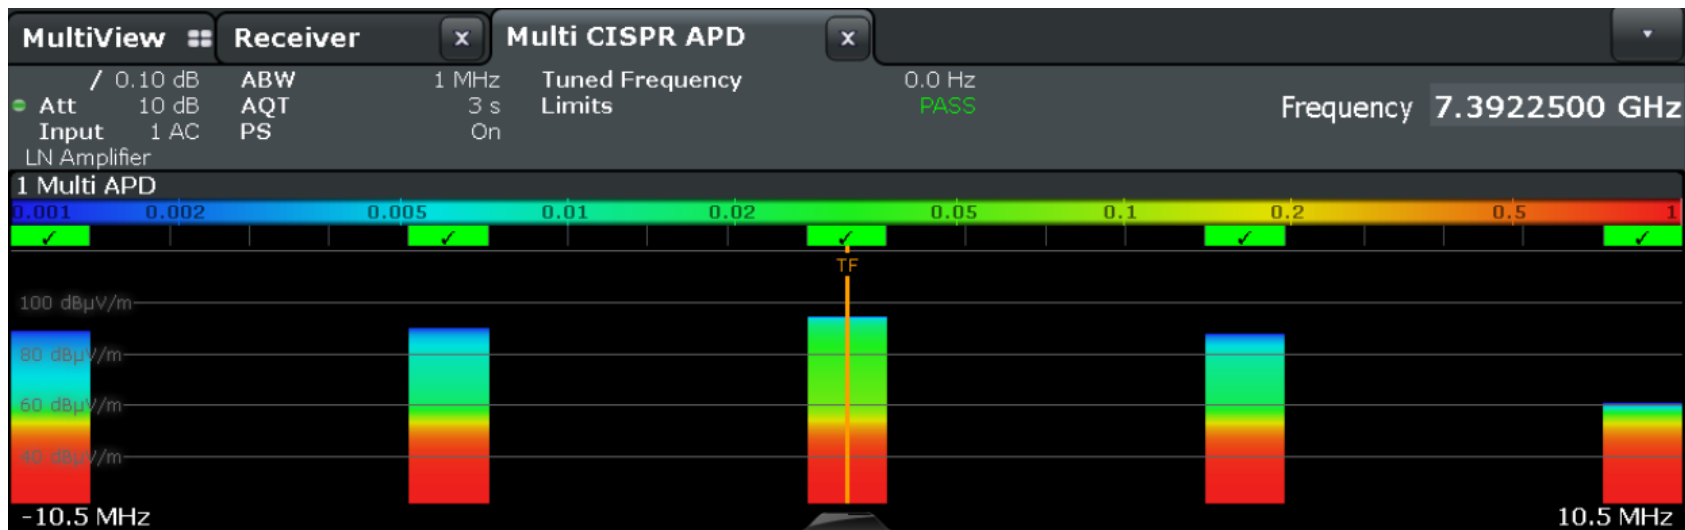 MultiView Receiver x Multi CISPR APD x
/ 0.10 dB ABW 1 MHz Tuned Frequency 0.0 Hz
Att 10 dB AQT 3 s Limits PASS Frequency 7.3922500 GHz
Input 1 AC PS On
LN Amplifier
1 Multi APD
0.001 0.002 0.005 0.01 0.02 0.05 0.1 0.2 0.5 1
✓ ✓ ✓ ✓ ✓
TF
100 dBµV/m
80 dBµV/m
60 dBµV/m
40 dBµV/m
-10.5 MHz 10.5 MHz